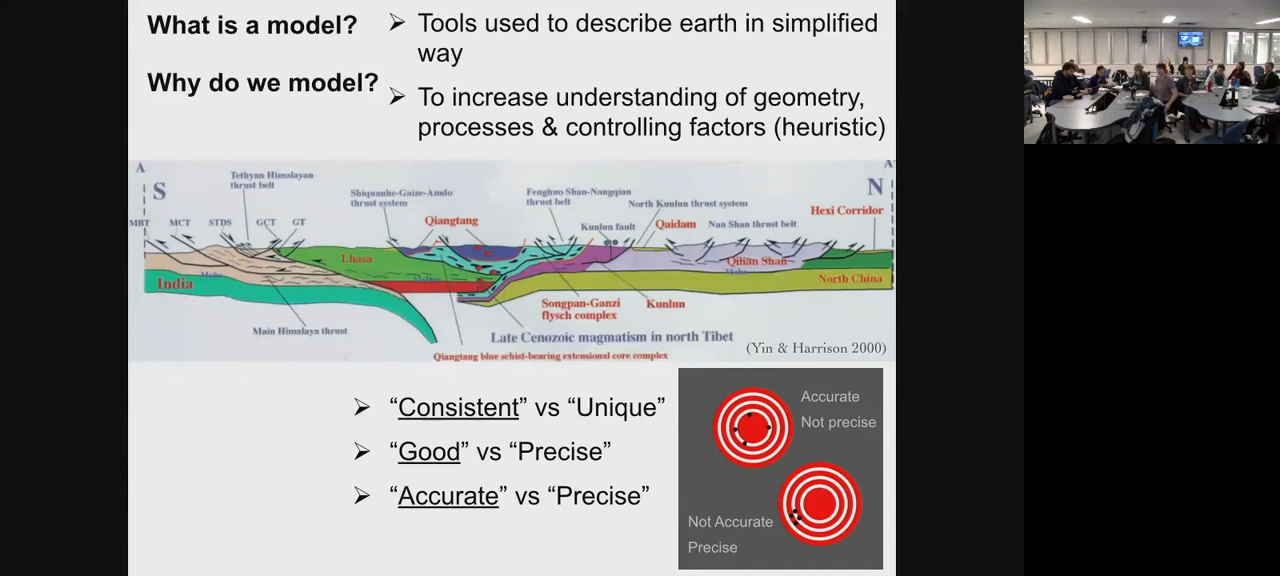 What is a model?
➢ Tools used to describe earth in simplified
way
Why do we model?
➢ To increase understanding of geometry,
processes & controlling factors (heuristic)
A
A'
S
N
Tethyan Himalayan
thrust belt
Shiquanhe-Gaize-Amdo
thrust system
Fenghuo Shan-Nangqian
thrust belt
North Kunlun thrust system
Hexi Corridor
MBT
MCT
STDS
GCT
GT
Qiangtang
Kunlun fault
Qaidam
Nan Shan thrust belt
Lhasa
Qilian Shan
Moho
Moho
India
North China
Songpan-Ganzi
flysch complex
Kunlun
Main Himalaya thrust
Late Cenozoic magmatism in north Tibet
(Yin & Harrison 2000)
Qiangtang blue schist-bearing extensional core complex
➢ “Consistent” vs “Unique”
➢ “Good” vs “Precise”
➢ “Accurate” vs “Precise”
Accurate
Not precise
Not Accurate
Precise